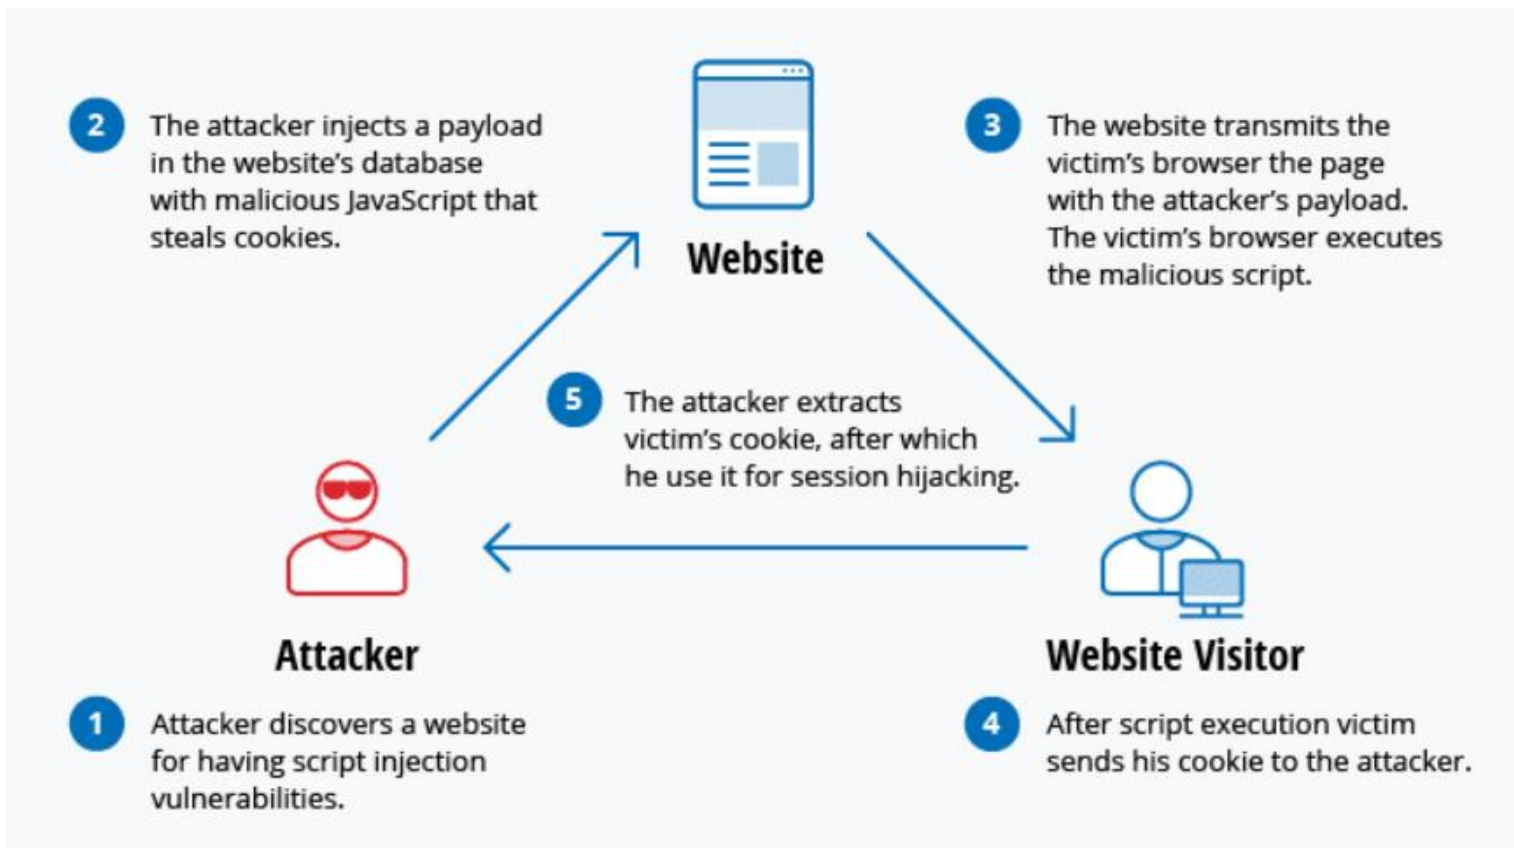 2
The attacker injects a payload
in the website's database
with malicious JavaScript that
steals cookies.
Website
3
The website transmits the
victim's browser the page
with the attacker's payload.
The victim's browser executes
the malicious script.
5
The attacker extracts
victim's cookie, after which
he use it for session hijacking.
Attacker
1
Attacker discovers a website
for having script injection
vulnerabilities.
Website Visitor
4
After script execution victim
sends his cookie to the attacker.